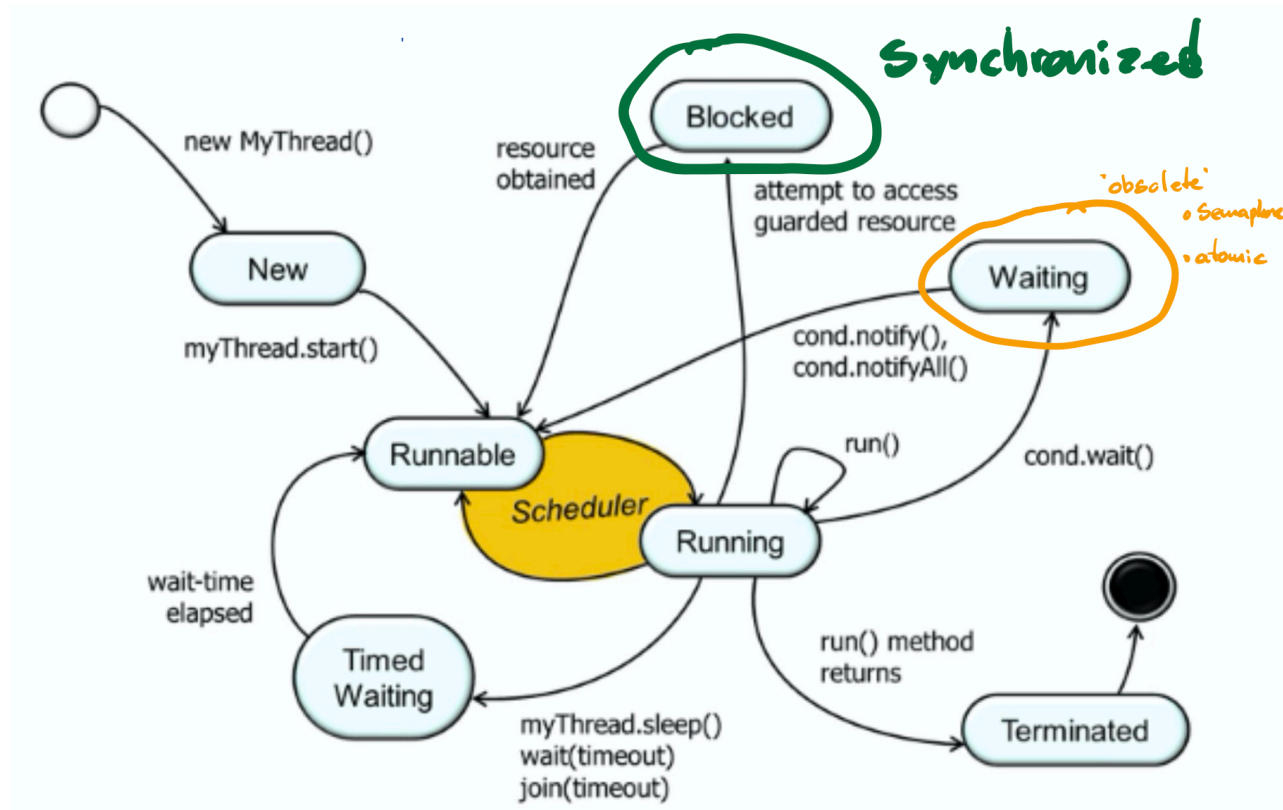 Synchronized
Blocked
new MyThread()
resource
obtained
attempt to access
guarded resource
'obsolete'
• Semaphore
• atomic
New
Waiting
myThread.start()
cond.notify(),
cond.notifyAll()
Runnable
run()
cond.wait()
Scheduler
Running
wait-time
elapsed
Timed
Waiting
run() method
returns
myThread.sleep()
wait(timeout)
join(timeout)
Terminated